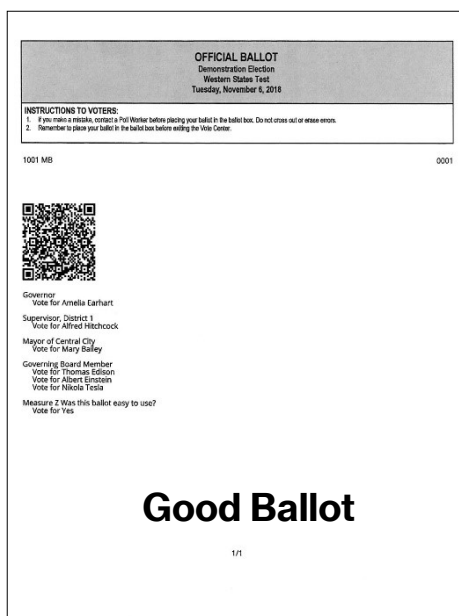 OFFICIAL BALLOT
Demonstration Election
Western States Test
Tuesday, November 6, 2018
INSTRUCTIONS TO VOTERS:
1. If you make a mistake, contact a Poll Worker before placing your ballot in the ballot box. Do not cross out or erase errors.
2. Remember to place your ballot in the ballot box before exiting the Vote Center.
1001 MB 0001
Governor
Vote for Amelia Earhart
Supervisor, District 1
Vote for Alfred Hitchcock
Mayor of Central City
Vote for Mary Bailey
Governing Board Member
Vote for Thomas Edison
Vote for Albert Einstein
Vote for Nikola Tesla
Measure Z Was this ballot easy to use?
Vote for Yes
Good Ballot
1/1